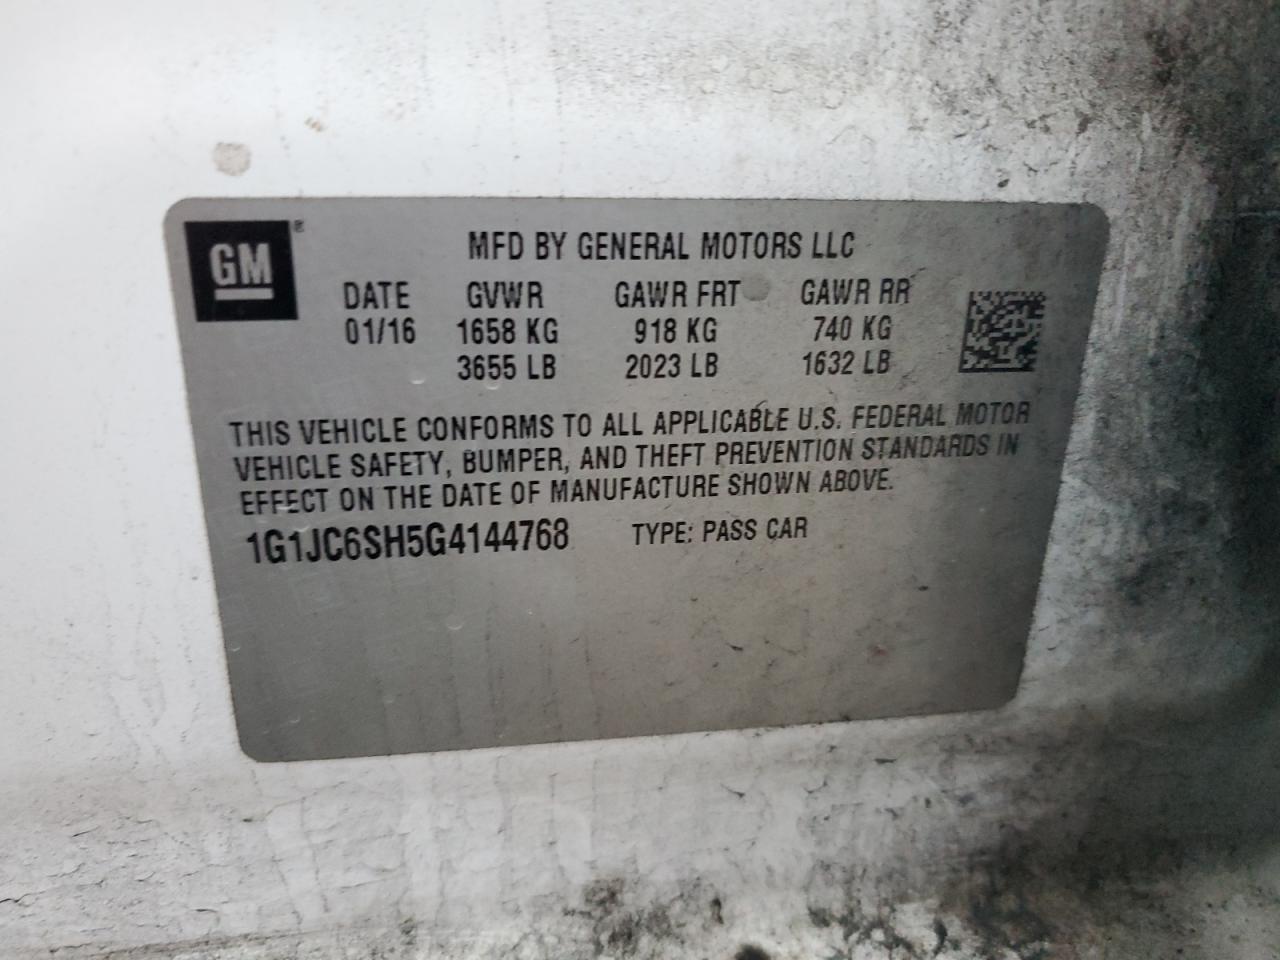 GM®
MFD BY GENERAL MOTORS LLC
DATE GVWR GAWR FRT GAWR RR
01/16 1658 KG 918 KG 740 KG
3655 LB 2023 LB 1632 LB
THIS VEHICLE CONFORMS TO ALL APPLICABLE U.S. FEDERAL MOTOR
VEHICLE SAFETY, BUMPER, AND THEFT PREVENTION STANDARDS IN
EFFECT ON THE DATE OF MANUFACTURE SHOWN ABOVE.
1G1JC6SH5G4144768 TYPE: PASS CAR